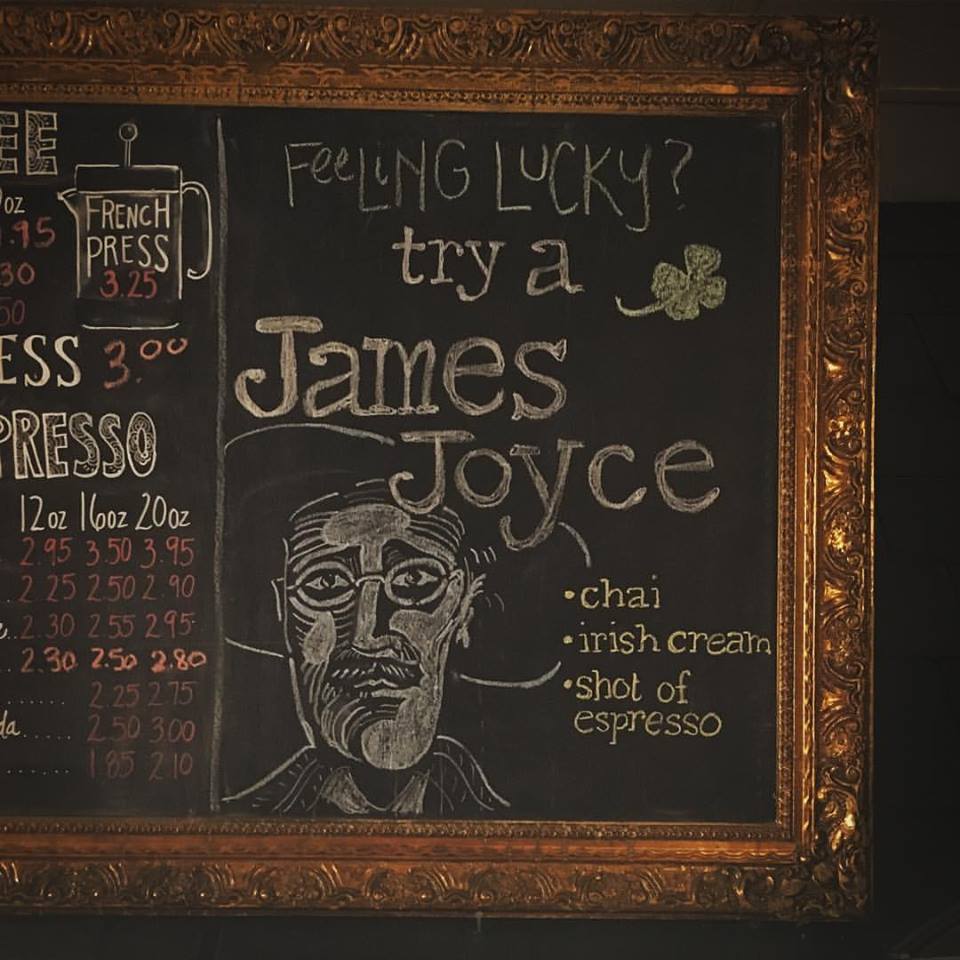 EE
oz
.95
30
50
FRENCH
PRESS
3.25
ESS 3.00
PRESSO
12oz 16oz 20oz
2.95 3.50 3.95
2.25 2.50 2.90
2.30 2.55 2.95
2.30 2.50 2.80
2.25 2.75
da...... 2.50 3.00
1.85 2.10
FeeLiNG LuCKy?
try a
James
Joyce
•chai
•irish cream
•shot of
espresso